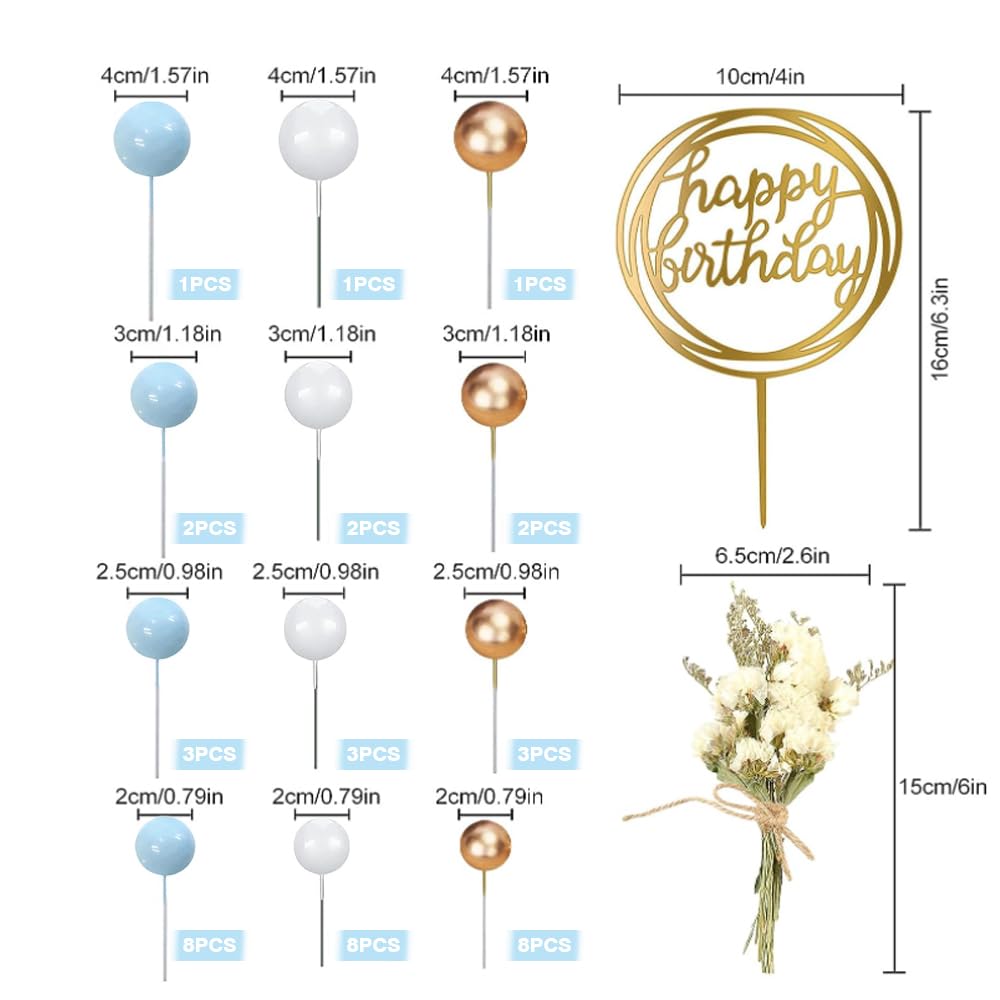 4cm/1.57in
4cm/1.57in
4cm/1.57in
1PCS
1PCS
1PCS
3cm/1.18in
3cm/1.18in
3cm/1.18in
2PCS
2PCS
2PCS
2.5cm/0.98in
2.5cm/0.98in
2.5cm/0.98in
3PCS
3PCS
3PCS
2cm/0.79in
2cm/0.79in
2cm/0.79in
8PCS
8PCS
8PCS
10cm/4in
happy
birthday
16cm/6.3in
6.5cm/2.6in
15cm/6in